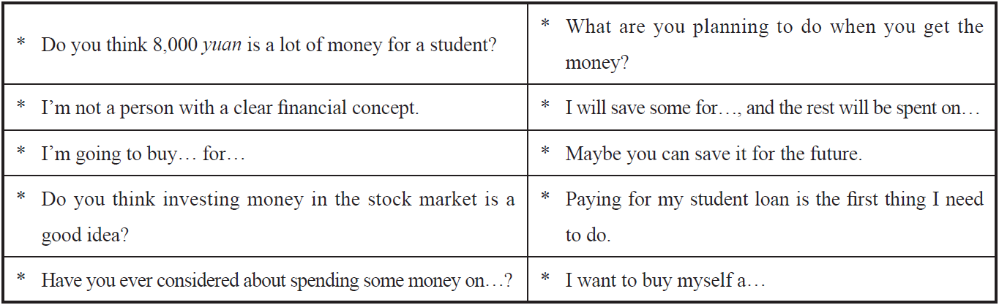 * Do you think 8,000 yuan is a lot of money for a student?
* What are you planning to do when you get the
money?
* I’m not a person with a clear financial concept.
* I will save some for…, and the rest will be spent on…
* I’m going to buy… for…
* Maybe you can save it for the future.
* Do you think investing money in the stock market is a
good idea?
* Paying for my student loan is the first thing I need
to do.
* Have you ever considered about spending some money on…?
* I want to buy myself a…